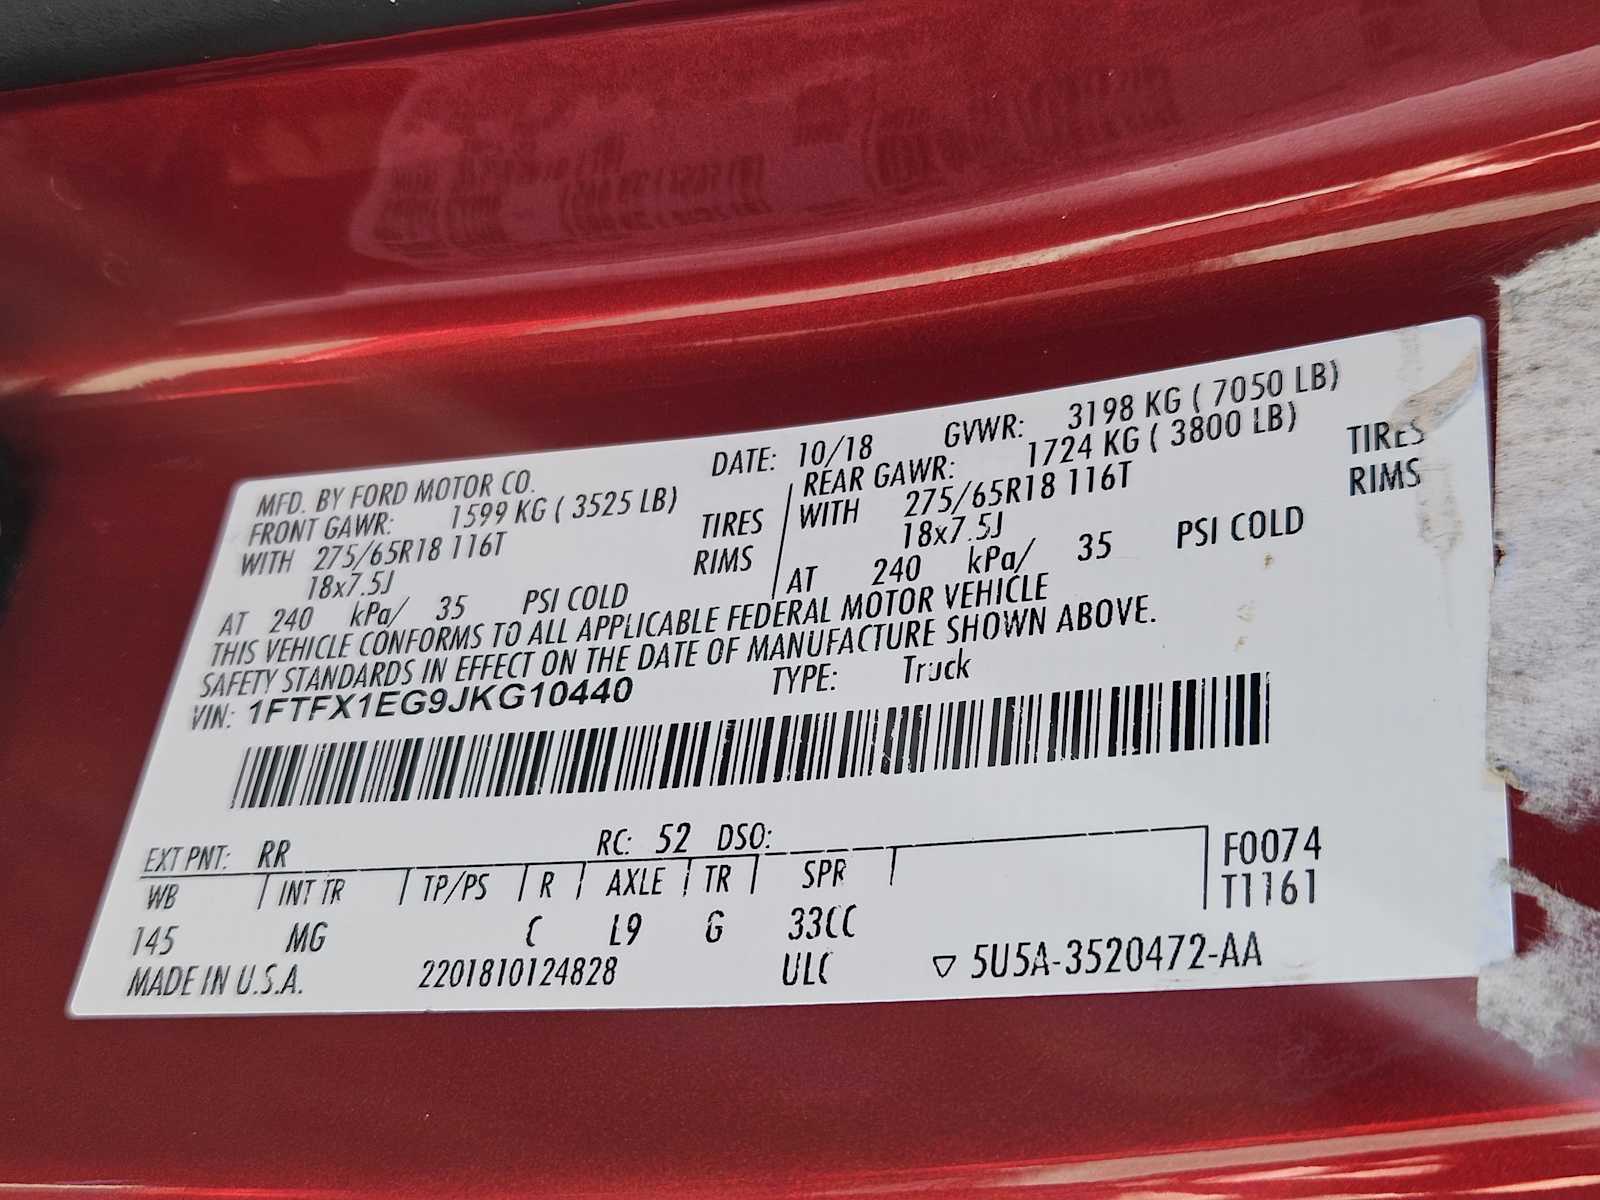 MFD. BY FORD MOTOR CO. DATE: 10/18 GVWR: 3198 KG ( 7050 LB)
FRONT GAWR: 1599 KG ( 3525 LB) REAR GAWR: 1724 KG ( 3800 LB)
WITH 275/65R18 116T TIRES WITH 275/65R18 116T TIRES
18x7.5J RIMS 18x7.5J RIMS
AT 240 kPa/ 35 PSI COLD AT 240 kPa/ 35 PSI COLD
THIS VEHICLE CONFORMS TO ALL APPLICABLE FEDERAL MOTOR VEHICLE
SAFETY STANDARDS IN EFFECT ON THE DATE OF MANUFACTURE SHOWN ABOVE.
VIN: 1FTFX1EG9JKG10440 TYPE: Truck
EXT PNT: RR RC: 52 DSO: F0074
WB INT TR TP/PS R AXLE TR SPR T1161
145 MG C L9 G 33CC
MADE IN U.S.A. 2201810124828 ULC ▽ 5U5A-3520472-AA